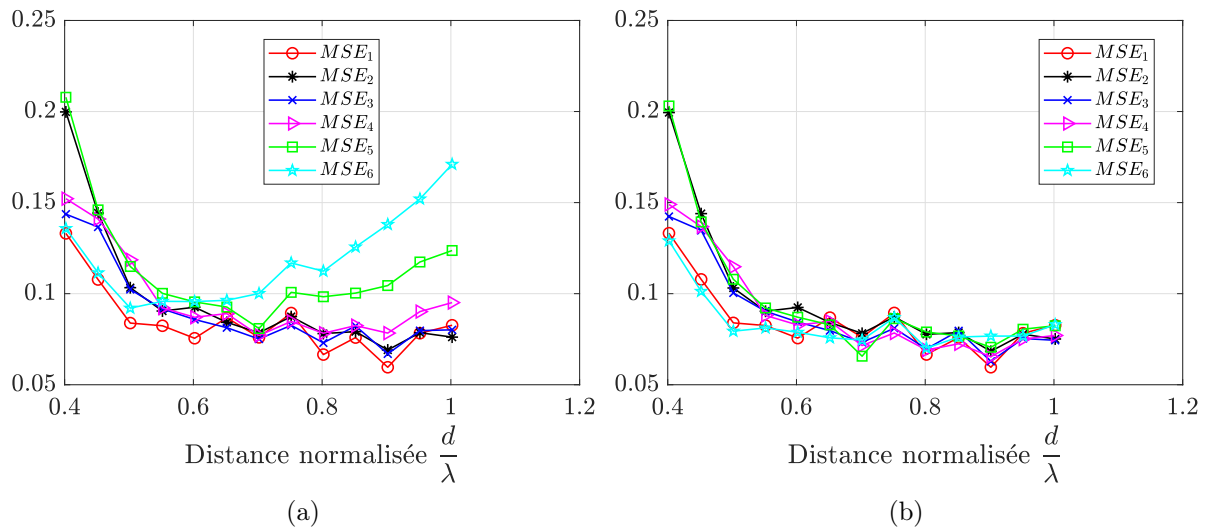 0.25
0.2
0.15
0.1
0.05
0.4 0.6 0.8 1 1.2
MSE₁
MSE₂
MSE₃
MSE₄
MSE₅
MSE₆
Distance normalisée d/λ
(a)
0.25
0.2
0.15
0.1
0.05
0.4 0.6 0.8 1 1.2
MSE₁
MSE₂
MSE₃
MSE₄
MSE₅
MSE₆
Distance normalisée d/λ
(b)